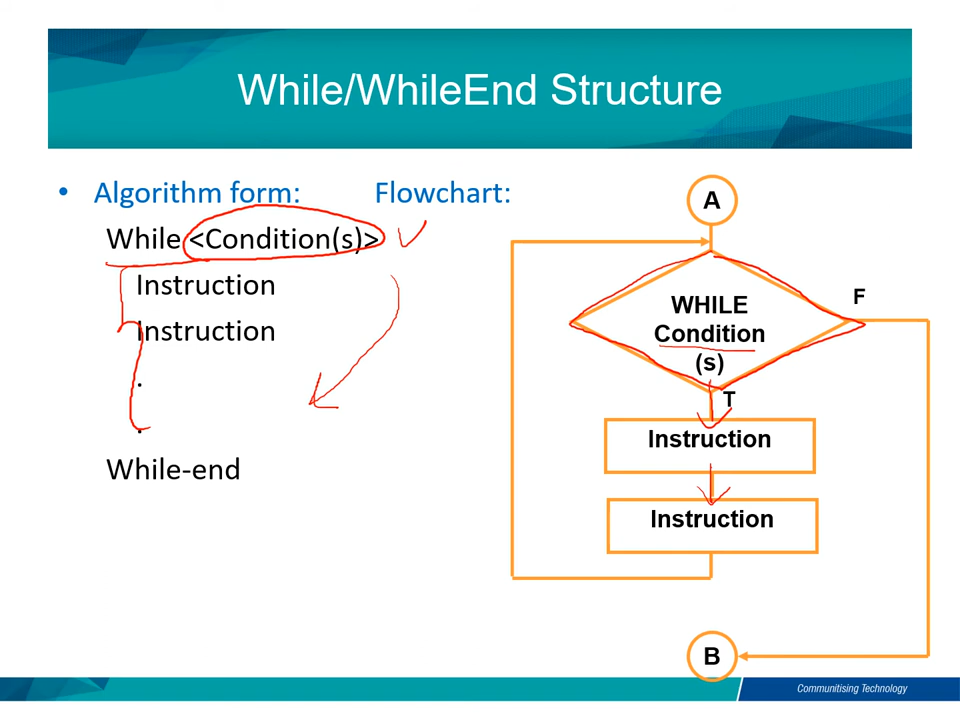 While/WhileEnd Structure
• Algorithm form: Flowchart:
While <Condition(s)>
Instruction
Instruction
.
.
While-end
A
WHILE
Condition
(s)
F
T
Instruction
Instruction
B
Communitising Technology